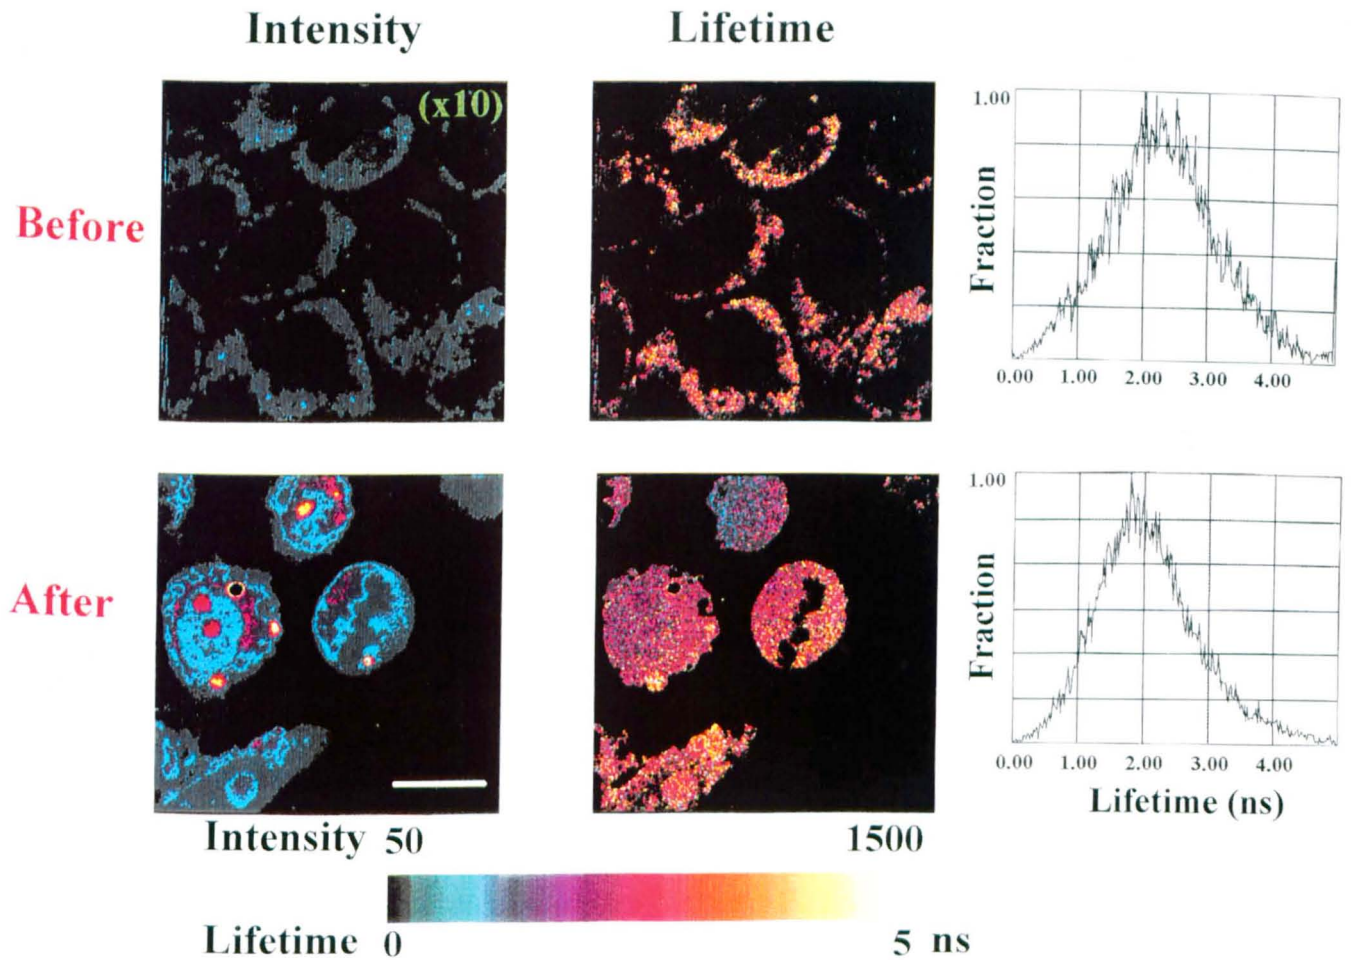 Intensity
Lifetime
(x10)
Before
1.00
Fraction
0.00 1.00 2.00 3.00 4.00
After
1.00
Fraction
0.00 1.00 2.00 3.00 4.00
Lifetime (ns)
Intensity 50 1500
Lifetime 0 5 ns